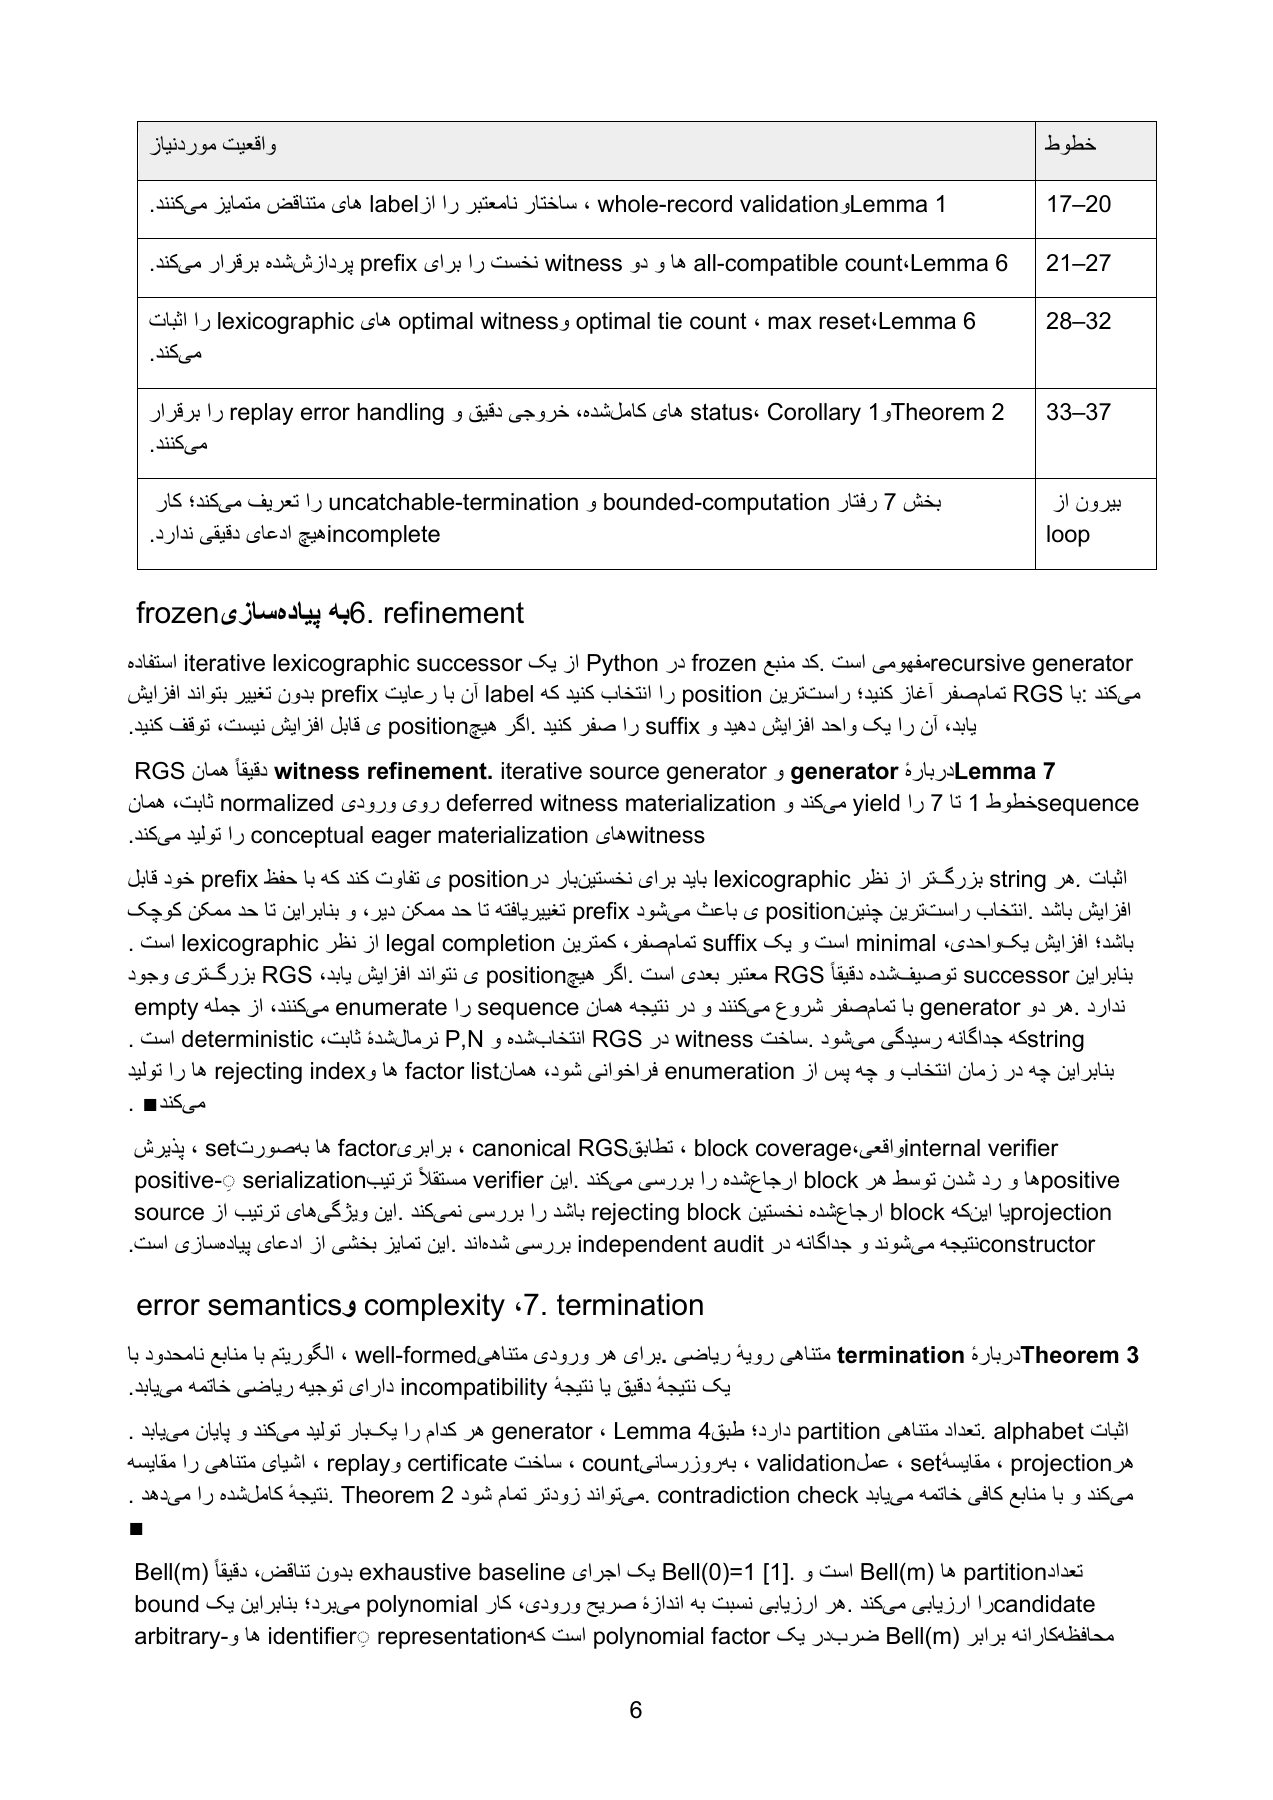 خطوط واقعیت موردنیاز
17–20 Lemma 1 و whole-record validation ، ساختار نامعتبر را از label های متناقض متمایز می‌کنند.
21–27 Lemma 6، all-compatible count ها و دو witness نخست را برای prefix پردازش‌شده برقرار می‌کند.
28–32 Lemma 6، max reset ، optimal tie count و optimal witness های lexicographic را اثبات
می‌کند.
33–37 Theorem 2 و Corollary 1 ،status های کامل‌شده، خروجی دقیق و replay error handling را برقرار
می‌کنند.
بیرون از بخش 7 رفتار bounded-computation و uncatchable-termination را تعریف می‌کند؛ کار
loop incomplete هیچ ادعای دقیقی ندارد.
6. refinement به پیاده‌سازی frozen
recursive generator مفهومی است .کد منبع frozen در Python از یک iterative lexicographic successor استفاده
می‌کند :با RGS تمام‌صفر آغاز کنید؛ راست‌ترین position را انتخاب کنید که label آن با رعایت prefix بدون تغییر بتواند افزایش
یابد، آن را یک واحد افزایش دهید و suffix را صفر کنید .اگر هیچ position ی قابل افزایش نیست، توقف کنید.
Lemma 7 دربارهٔ generator و witness refinement. iterative source generator دقیقاً همان RGS
sequence خطوط 1 تا 7 را yield می‌کند و deferred witness materialization روی ورودی normalized ثابت، همان
witness های conceptual eager materialization را تولید می‌کند.
اثبات .هر string بزرگ‌تر از نظر lexicographic باید برای نخستین‌بار در position ی تفاوت کند که با حفظ prefix خود قابل
افزایش باشد .انتخاب راست‌ترین چنین position ی باعث می‌شود prefix تغییریافته تا حد ممکن دیر، و بنابراین تا حد ممکن کوچک
باشد؛ افزایش یک‌واحدی، minimal است و یک suffix تمام‌صفر، کمترین legal completion از نظر lexicographic است .
بنابراین successor توصیف‌شده دقیقاً RGS معتبر بعدی است .اگر هیچ position ی نتواند افزایش یابد، RGS بزرگ‌تری وجود
ندارد .هر دو generator با تمام‌صفر شروع می‌کنند و در نتیجه همان sequence را enumerate می‌کنند، از جمله empty
string که جداگانه رسیدگی می‌شود .ساخت witness در RGS انتخاب‌شده و P,N نرمال‌شدهٔ ثابت، deterministic است .
بنابراین چه در زمان انتخاب و چه پس از enumeration فراخوانی شود، همان factor list ها و rejecting index ها را تولید
می‌کند ■ .
internal verifier واقعی، block coverage ، تطابق canonical RGS ، برابری factor ها به‌صورت set ، پذیرش
positive ها و رد شدن توسط هر block ارجاع‌شده را بررسی می‌کند .این verifier مستقلاً ترتیب serialization ِ positive-
projection یا این‌که block ارجاع‌شده نخستین rejecting block باشد را بررسی نمی‌کند .این ویژگی‌های ترتیب از source
constructor نتیجه می‌شوند و جداگانه در independent audit بررسی شده‌اند .این تمایز بخشی از ادعای پیاده‌سازی است.
7. termination، complexity و error semantics
Theorem 3 دربارهٔ termination متناهی رویهٔ ریاضی .برای هر ورودی متناهی well-formed ، الگوریتم با منابع نامحدود با
یک نتیجهٔ دقیق یا نتیجهٔ incompatibility دارای توجیه ریاضی خاتمه می‌یابد.
اثبات alphabet .تعداد متناهی partition دارد؛ طبق Lemma 4 ، generator هر کدام را یک‌بار تولید می‌کند و پایان می‌یابد .
هر projection ، مقایسهٔ set ، عمل validation ، به‌روزرسانی count ، ساخت certificate و replay ، اشیای متناهی را مقایسه
می‌کند و با منابع کافی خاتمه می‌یابد contradiction check .می‌تواند زودتر تمام شود Theorem 2 .نتیجهٔ کامل‌شده را می‌دهد .
■
تعداد partition ها Bell(m) است و Bell(0)=1 [1]. یک اجرای exhaustive baseline بدون تناقض، دقیقاً Bell(m)
candidate را ارزیابی می‌کند .هر ارزیابی نسبت به اندازهٔ صریح ورودی، کار polynomial می‌برد؛ بنابراین یک bound
محافظه‌کارانه برابر Bell(m) ضرب‌در یک polynomial factor است که representation ِ identifier ها و arbitrary-
6